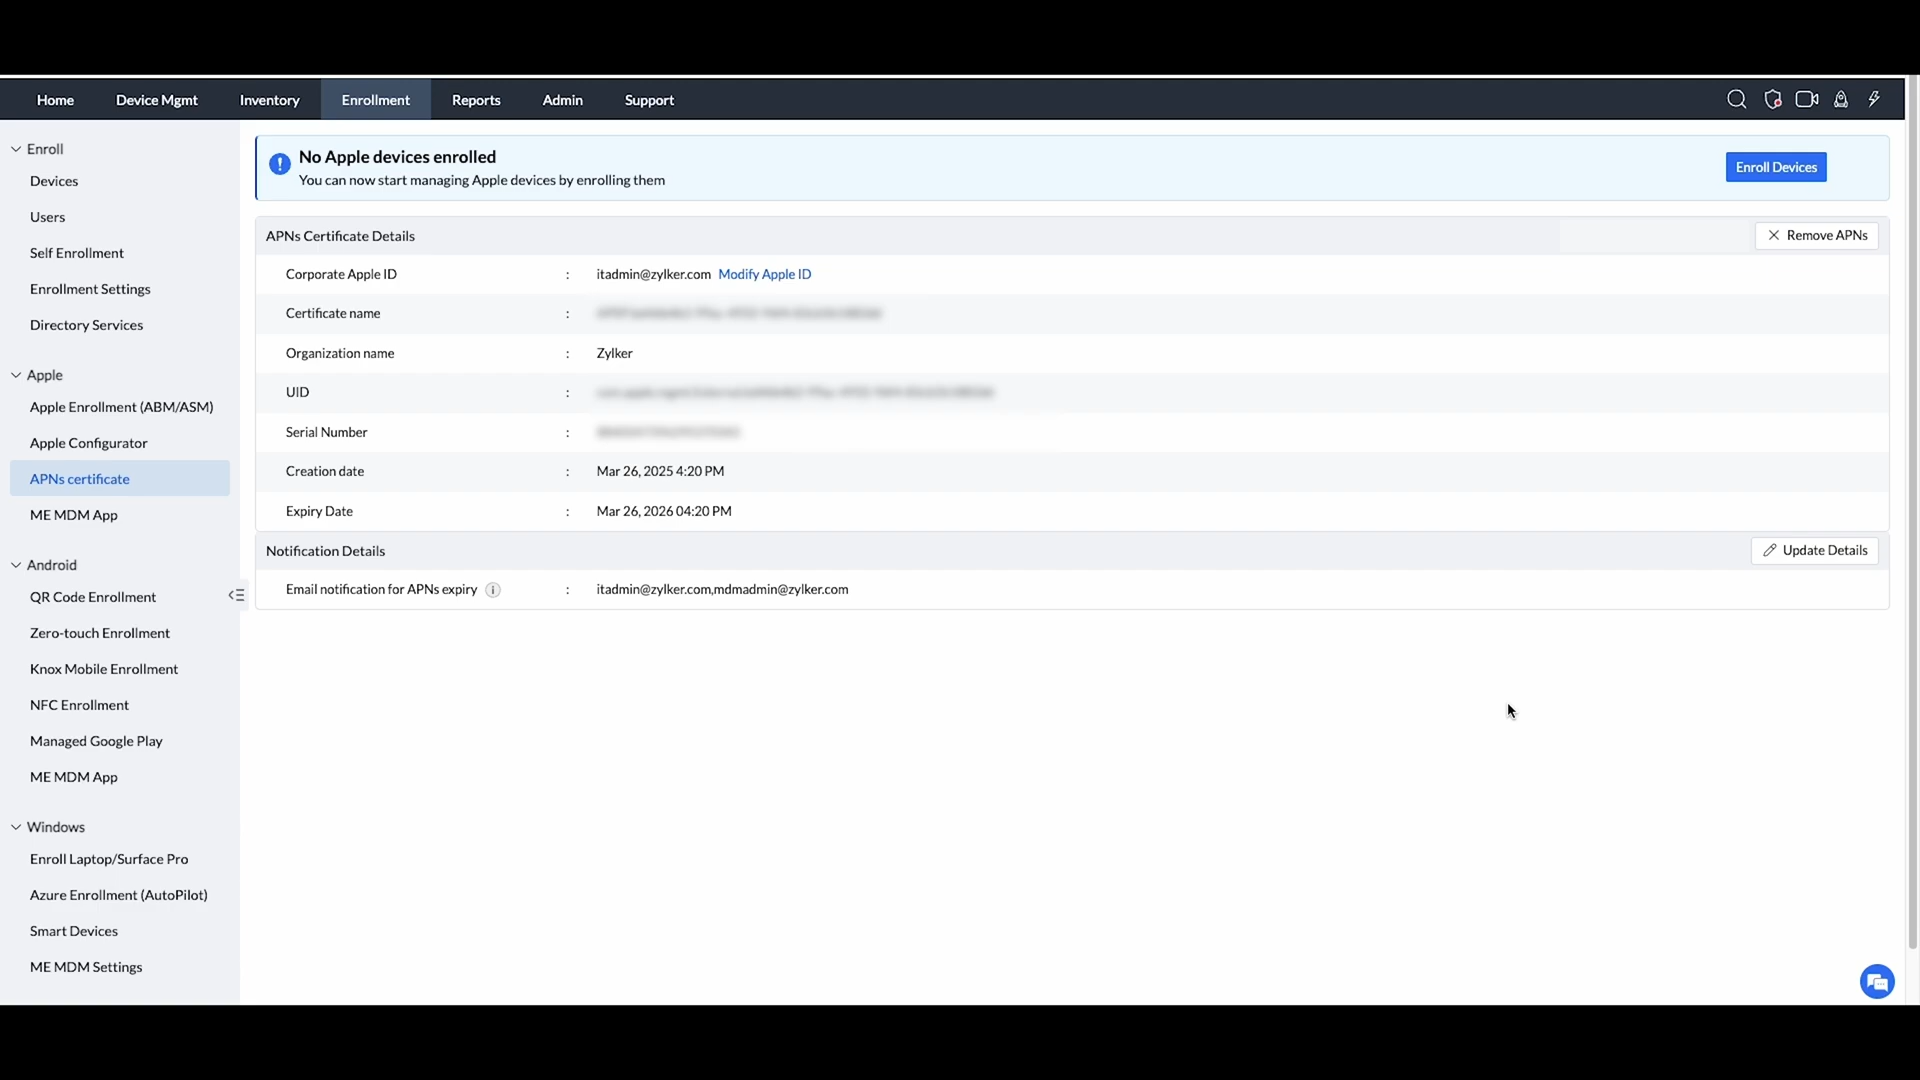 Home Device Mgmt Inventory Enrollment Reports Admin Support
Enroll
Devices
Users
Self Enrollment
Enrollment Settings
Directory Services
Apple
Apple Enrollment (ABM/ASM)
Apple Configurator
APNs certificate
ME MDM App
Android
QR Code Enrollment
Zero-touch Enrollment
Knox Mobile Enrollment
NFC Enrollment
Managed Google Play
ME MDM App
Windows
Enroll Laptop/Surface Pro
Azure Enrollment (AutoPilot)
Smart Devices
ME MDM Settings
No Apple devices enrolled
You can now start managing Apple devices by enrolling them
Enroll Devices
APNs Certificate Details
Remove APNs
Corporate Apple ID : itadmin@zylker.com Modify Apple ID
Certificate name :
Organization name : Zylker
UID :
Serial Number :
Creation date : Mar 26, 2025 4:20 PM
Expiry Date : Mar 26, 2026 04:20 PM
Notification Details
Update Details
Email notification for APNs expiry : itadmin@zylker.com,mdmadmin@zylker.com